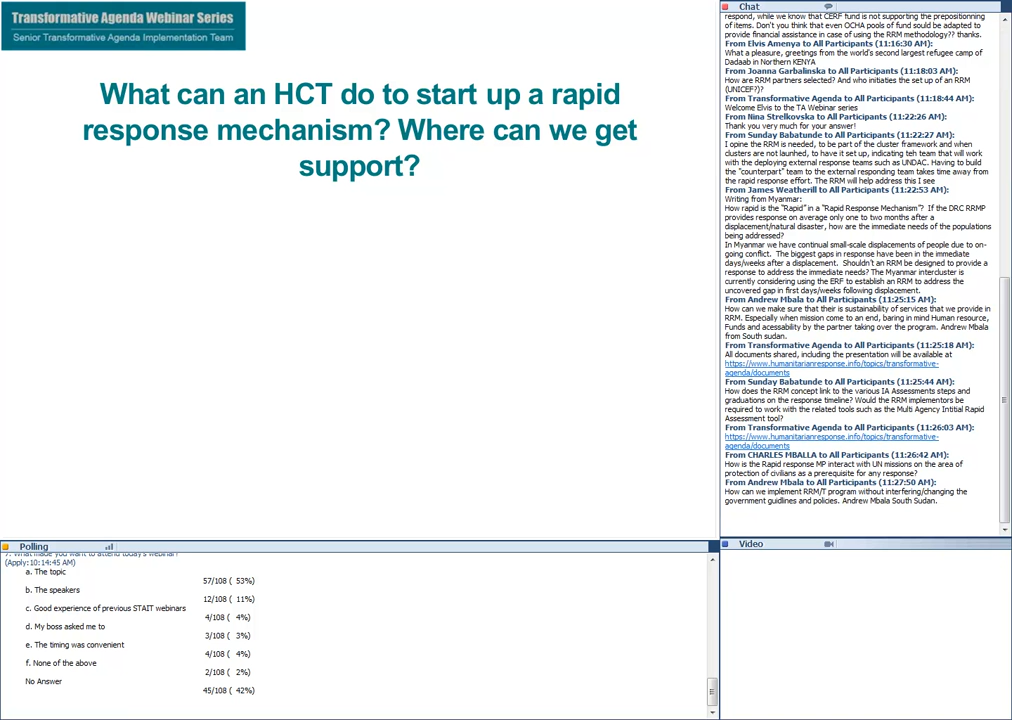 Transformative Agenda Webinar Series
Senior Transformative Agenda Implementation Team
What can an HCT do to start up a rapid
response mechanism? Where can we get
support?
Chat
respond, while we know that CERF fund is not supporting the prepositionning
of items. Don't you think that even OCHA pools of fund sould be adapted to
provide financial assistance in case of using the RRM methodology?? thanks.
From Elvis Amenya to All Participants (11:16:30 AM):
What a pleasure, greetings from the world's second largest refugee camp of
Dadaab in Northern KENYA
From Joanna Garbalinska to All Participants (11:18:03 AM):
How are RRM partners selected? And who initiaties the set up of an RRM
(UNICEF?)?
From Transformative Agenda to All Participants (11:18:44 AM):
Welcome Elvis to the TA Webinar series
From Nina Strelkovska to All Participants (11:22:26 AM):
Thank you very much for your answer!
From Sunday Babatunde to All Participants (11:22:27 AM):
I opine the RRM is needed, to be part of the cluster framework and when
clusters are not launhed, to have it set up, indicating teh team that will work
with the deploying external response teams such as UNDAC. Having to build
the "counterpart" team to the external responding team takes time away from
the rapid response effort. The RRM will help address this I see
From James Weatherill to All Participants (11:22:53 AM):
Writing from Myanmar:
How rapid is the "Rapid" in a "Rapid Response Mechanism"? If the DRC RRMP
provides response on average only one to two months after a
displacement/natural disaster, how are the immediate needs of the populations
being addressed?
In Myanmar we have continual small-scale displacements of people due to on-
going conflict. The biggest gaps in response have been in the immediate
days/weeks after a displacement. Shouldn't an RRM be designed to provide a
response to address the immediate needs? The Myanmar intercluster is
currently considering using the ERF to establish an RRM to address the
uncovered gap in first days/weeks following displacement.
From Andrew Mbala to All Participants (11:25:15 AM):
How can we make sure that their is sustainability of services that we provide in
RRM. Especially when mission come to an end, baring in mind Human resource,
Funds and acessability by the partner taking over the program. Andrew Mbala
from South sudan.
From Transformative Agenda to All Participants (11:25:18 AM):
All documents shared, including the presentation will be available at
https://www.humanitarianresponse.info/topics/transformative-
agenda/documents
From Sunday Babatunde to All Participants (11:25:44 AM):
How does the RRM concept link to the various IA Assessments steps and
graduations on the response timeline? Would the RRM implementors be
required to work with the related tools such as the Multi Agency Intitial Rapid
Assessment tool?
From Transformative Agenda to All Participants (11:26:03 AM):
https://www.humanitarianresponse.info/topics/transformative-
agenda/documents
From CHARLES MBALLA to All Participants (11:26:42 AM):
How is the Rapid response MP interact with UN missions on the area of
protection of civilians as a prerequisite for any response?
From Andrew Mbala to All Participants (11:27:50 AM):
How can we implement RRM/T program without interfering/changing the
government guidlines and policies. Andrew Mbala South Sudan.
Polling
7. What made you want to attend today's webinar?
(Apply:10:14:45 AM)
a. The topic
57/108 ( 53%)
b. The speakers
12/108 ( 11%)
c. Good experience of previous STAIT webinars
4/108 ( 4%)
d. My boss asked me to
3/108 ( 3%)
e. The timing was convenient
4/108 ( 4%)
f. None of the above
2/108 ( 2%)
No Answer
45/108 ( 42%)
Video